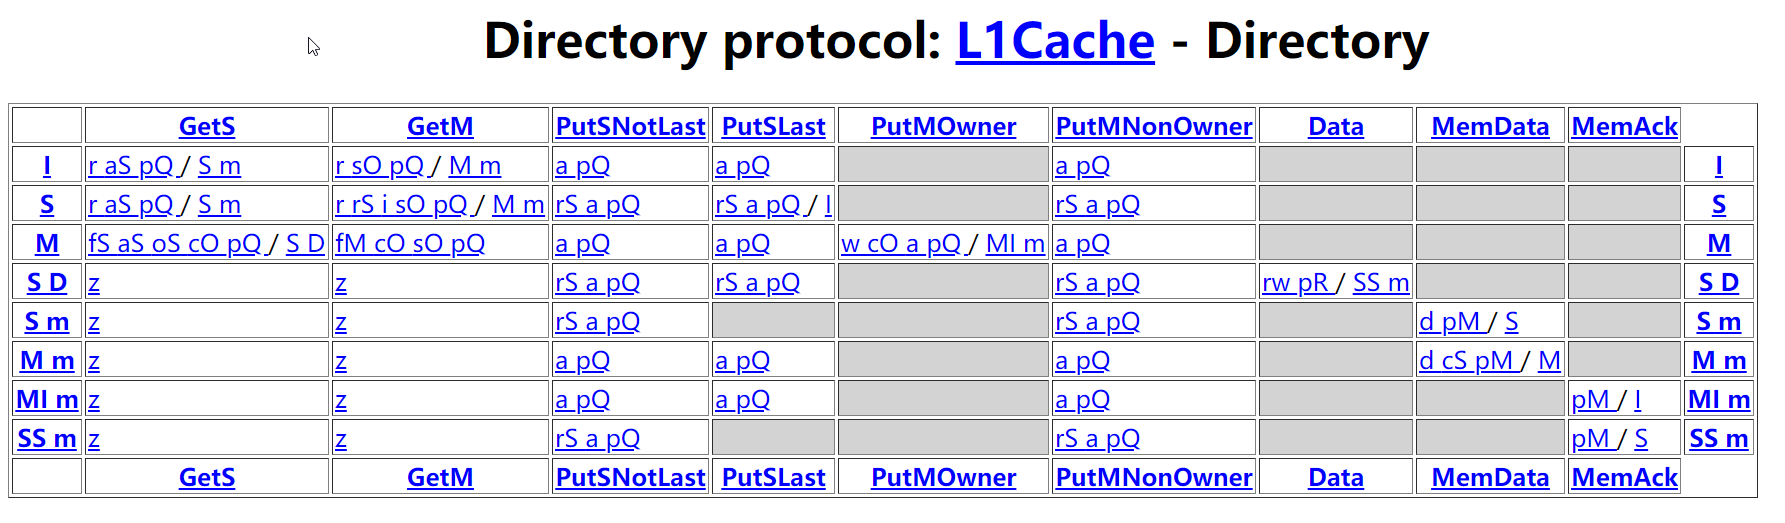 Directory protocol: L1Cache - Directory
GetS GetM PutSNotLast PutSLast PutMOwner PutMNonOwner Data MemData MemAck
I r aS pQ / S m r sO pQ / M m a pQ a pQ a pQ I
S r aS pQ / S m r rS i sO pQ / M m rS a pQ rS a pQ / I rS a pQ S
M fS aS oS cO pQ / S D fM cO sO pQ a pQ a pQ w cO a pQ / MI m a pQ M
S D z z rS a pQ rS a pQ rS a pQ rw pR / SS m S D
S m z z rS a pQ rS a pQ d pM / S S m
M m z z a pQ a pQ a pQ d cS pM / M M m
MI m z z a pQ a pQ a pQ pM / I MI m
SS m z z rS a pQ rS a pQ pM / S SS m
GetS GetM PutSNotLast PutSLast PutMOwner PutMNonOwner Data MemData MemAck